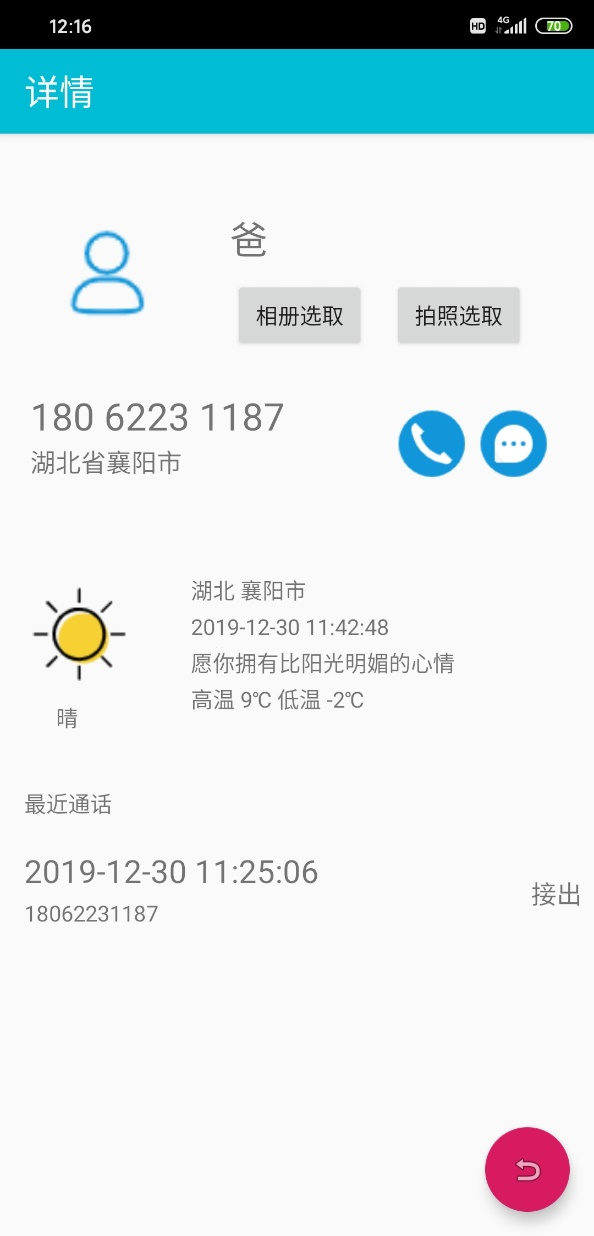 12:16
HD 4G 70
详情
爸
相册选取 拍照选取
180 6223 1187
湖北省襄阳市
湖北 襄阳市
2019-12-30 11:42:48
愿你拥有比阳光明媚的心情
高温 9℃ 低温 -2℃
晴
最近通话
2019-12-30 11:25:06
接出
18062231187